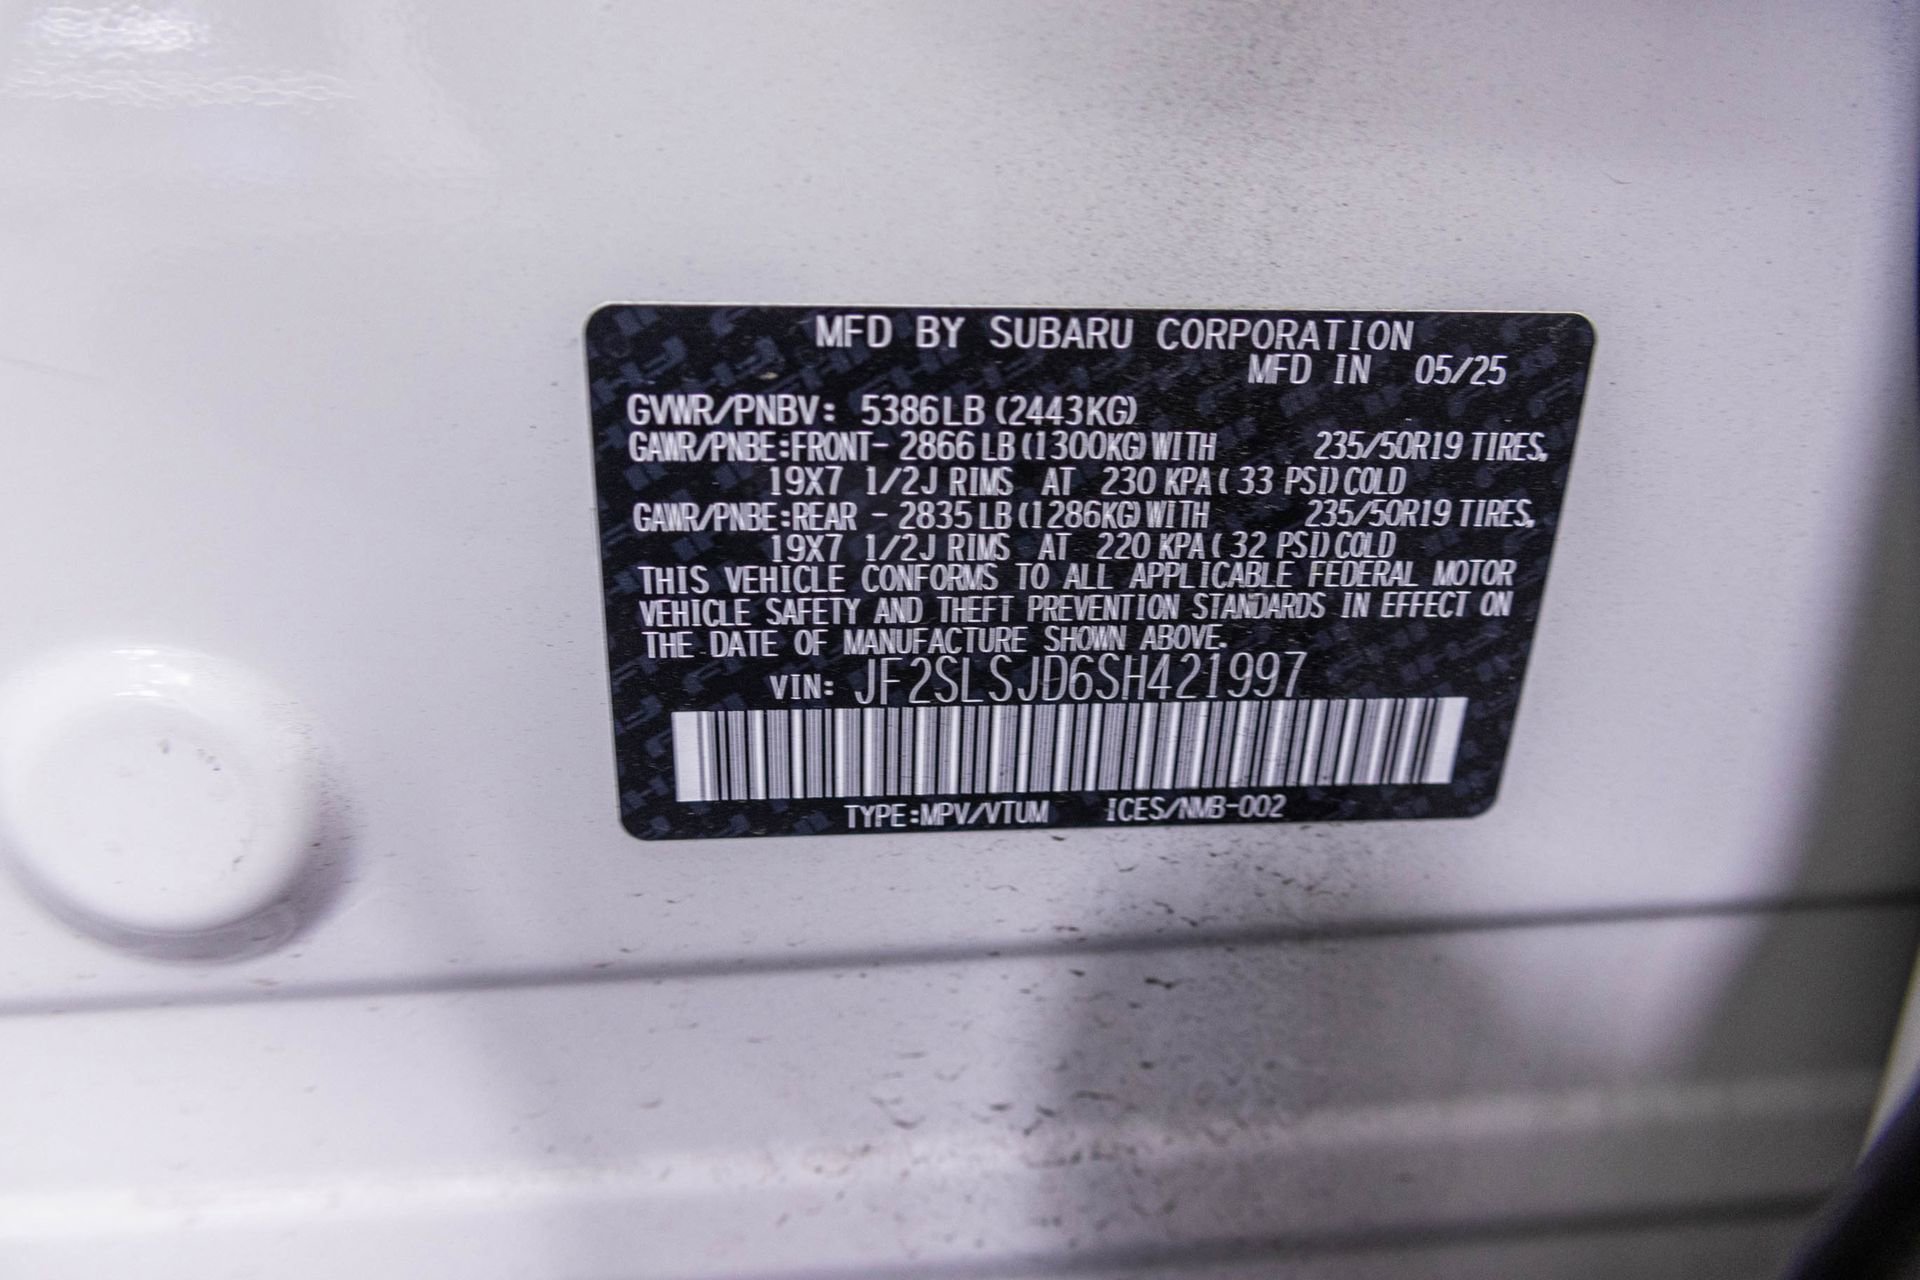 MFD BY SUBARU CORPORATION
MFD IN 05/25
GVWR/PNBV: 5386LB (2443KG)
GAWR/PNBE:FRONT- 2866 LB (1300KG) WITH 235/50R19 TIRES,
19X7 1/2J RIMS AT 230 KPA ( 33 PSI) COLD
GAWR/PNBE:REAR - 2835 LB (1286KG) WITH 235/50R19 TIRES,
19X7 1/2J RIMS AT 220 KPA ( 32 PSI) COLD
THIS VEHICLE CONFORMS TO ALL APPLICABLE FEDERAL MOTOR
VEHICLE SAFETY AND THEFT PREVENTION STANDARDS IN EFFECT ON
THE DATE OF MANUFACTURE SHOWN ABOVE.
VIN: JF2SLSJD6SH421997
TYPE:MPV/VTUM ICES/NMB-002